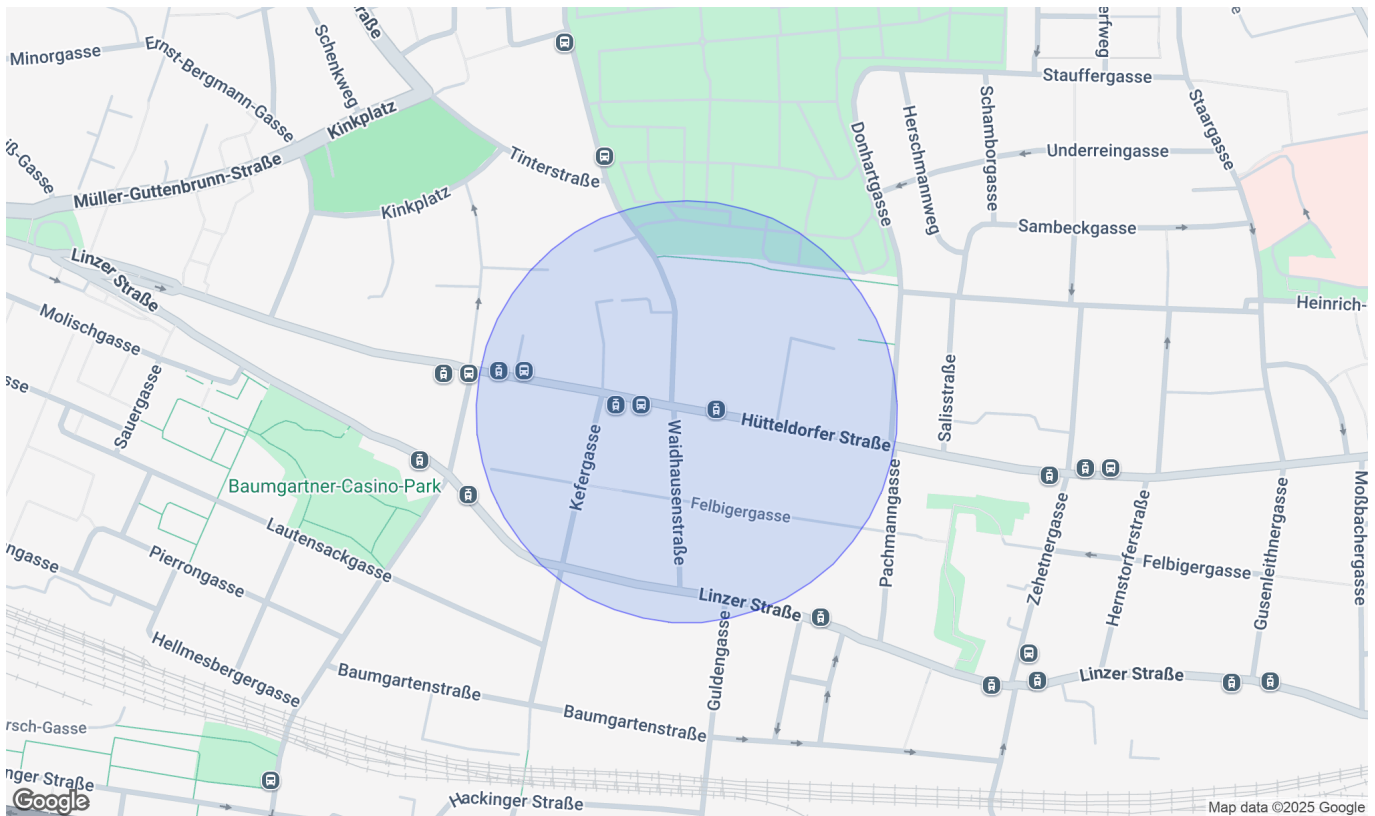 Minorgasse
Ernst-Bergmann-Gasse
Schenkweg
Kinkplatz
Müller-Guttenbrunn-Straße
Kinkplatz
Tinterstraße
Stauffergasse
Staargasse
Schamborgasse
Herschmannweg
Donhartgasse
Underreingasse
Sambeckgasse
Heinrich-
Linzer Straße
Molischgasse
Sauergasse
Baumgartner-Casino-Park
Lautensackgasse
Pierrongasse
Hellmesbergergasse
Kefergasse
Waidhausenstraße
Hütteldorfer Straße
Felbigergasse
Pachmanngasse
Salisstraße
Zehetnergasse
Hernstorferstraße
Felbigergasse
Gusenleithnergasse
Moßbachergasse
Linzer Straße
Guldengasse
Linzer Straße
Baumgartenstraße
Baumgartenstraße
Hackinger Straße
Google
Map data ©2025 Google